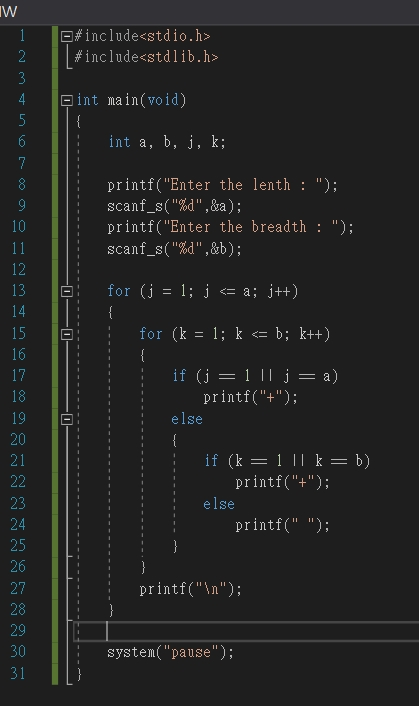 1 #include<stdio.h>
2 #include<stdlib.h>
3
4 int main(void)
5 {
6 int a, b, j, k;
7
8 printf("Enter the lenth : ");
9 scanf_s("%d",&a);
10 printf("Enter the breadth : ");
11 scanf_s("%d",&b);
12
13 for (j = 1; j <= a; j++)
14 {
15 for (k = 1; k <= b; k++)
16 {
17 if (j == 1 || j == a)
18 printf("+");
19 else
20 {
21 if (k == 1 || k == b)
22 printf("+");
23 else
24 printf(" ");
25 }
26 }
27 printf("\n");
28 }
29
30 system("pause");
31 }